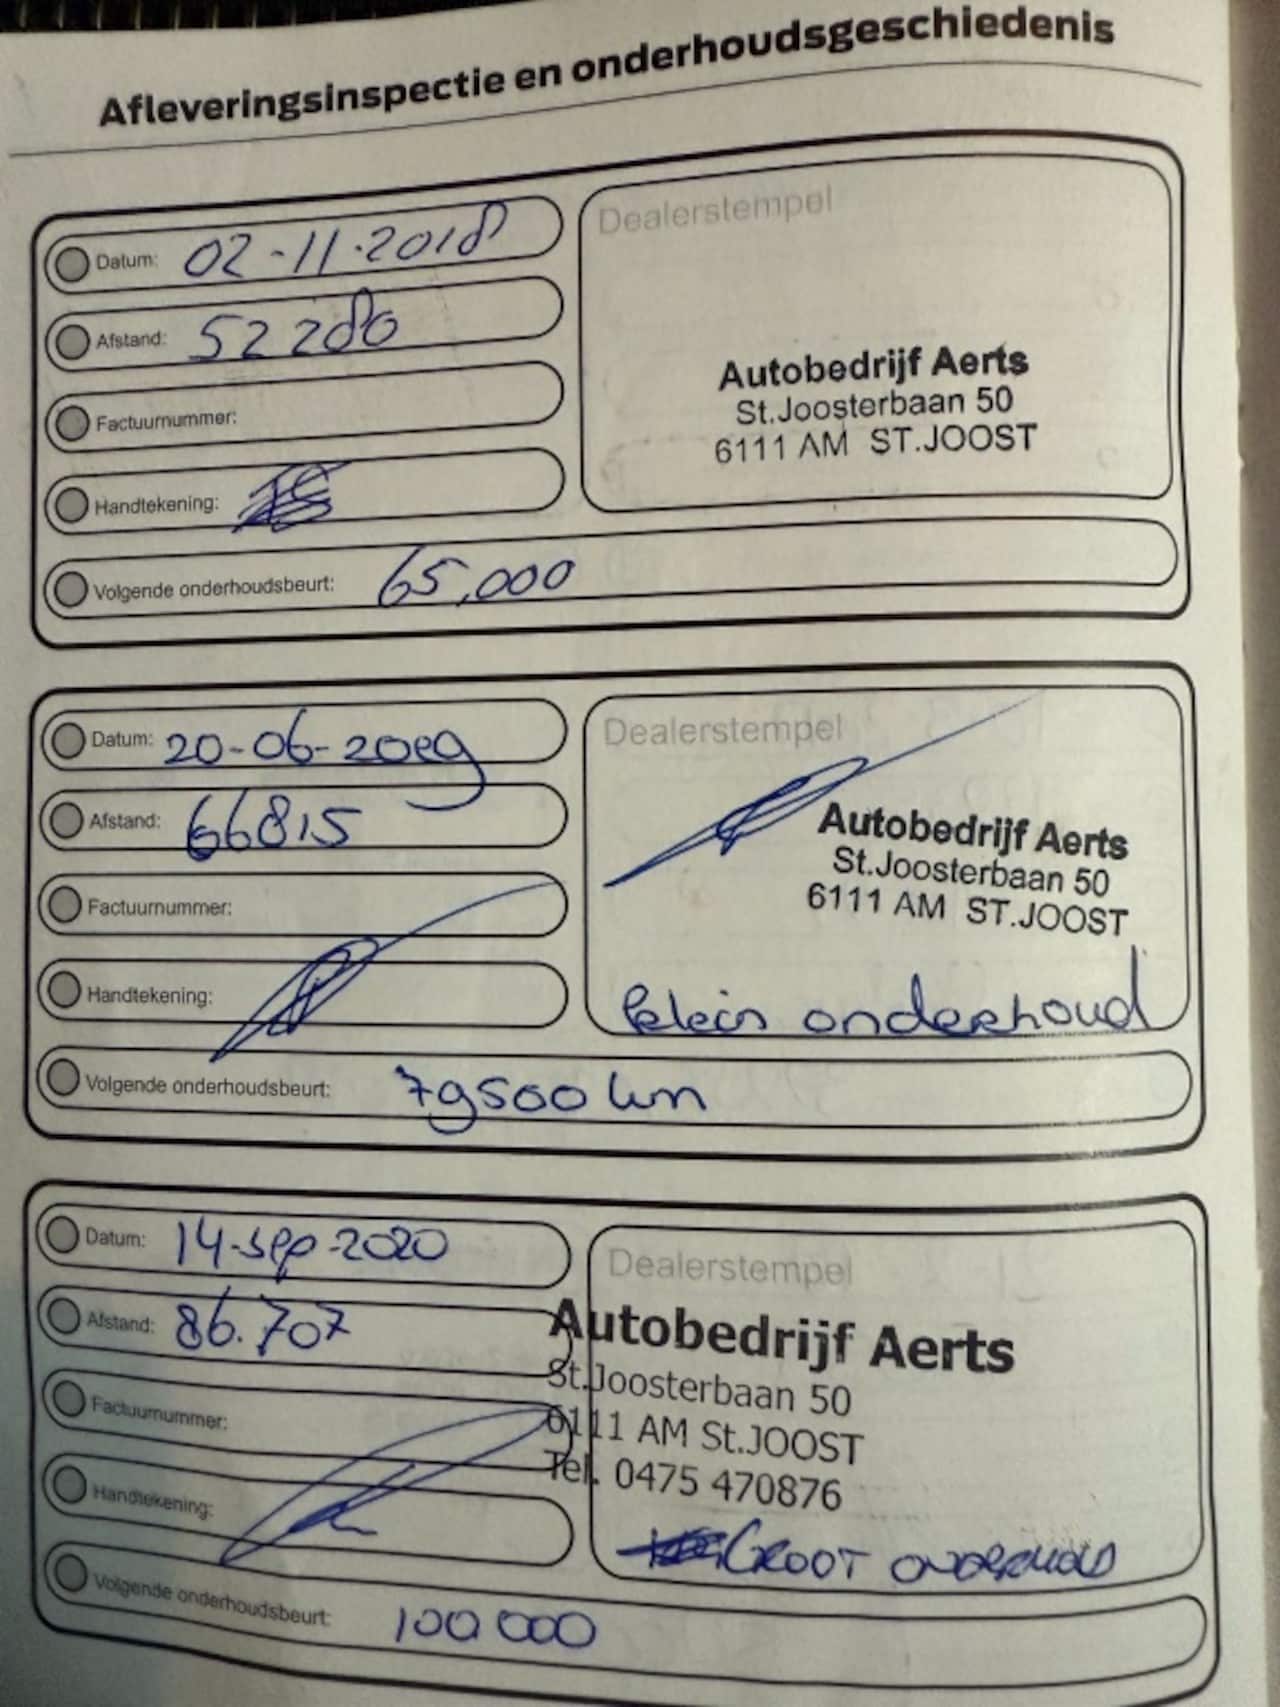 Afleveringsinspectie en onderhoudsgeschiedenis
Datum: 02-11-2018
Afstand: 52280
Factuurnummer:
Handtekening:
Volgende onderhoudsbeurt: 65,000
Dealerstempel
Autobedrijf Aerts
St.Joosterbaan 50
6111 AM ST.JOOST
Datum: 20-06-2019
Afstand: 66815
Factuurnummer:
Handtekening:
Volgende onderhoudsbeurt: 79500 km
Dealerstempel
Autobedrijf Aerts
St.Joosterbaan 50
6111 AM ST.JOOST
klein onderhoud
Datum: 14-sep-2020
Afstand: 86.707
Factuurnummer:
Handtekening:
Volgende onderhoudsbeurt: 100 000
Dealerstempel
Autobedrijf Aerts
St.Joosterbaan 50
6111 AM St.JOOST
Tel. 0475 470876
GROOT ONDERHOUD